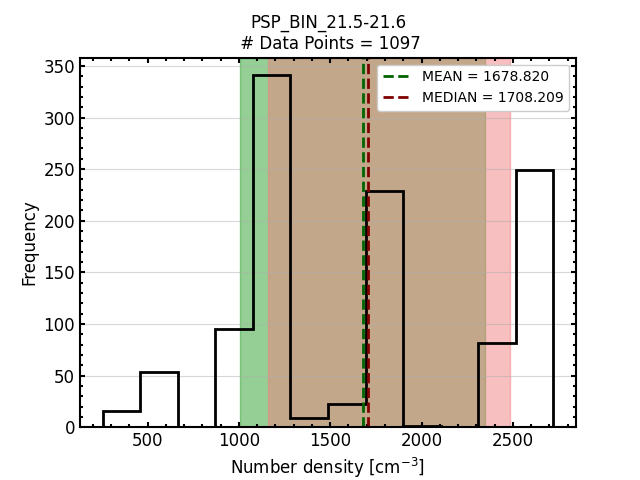 PSP_BIN_21.5-21.6
# Data Points = 1097
MEAN = 1678.820
MEDIAN = 1708.209
350
300
250
200
150
100
50
0
Frequency
500 1000 1500 2000 2500
Number density [cm⁻³]